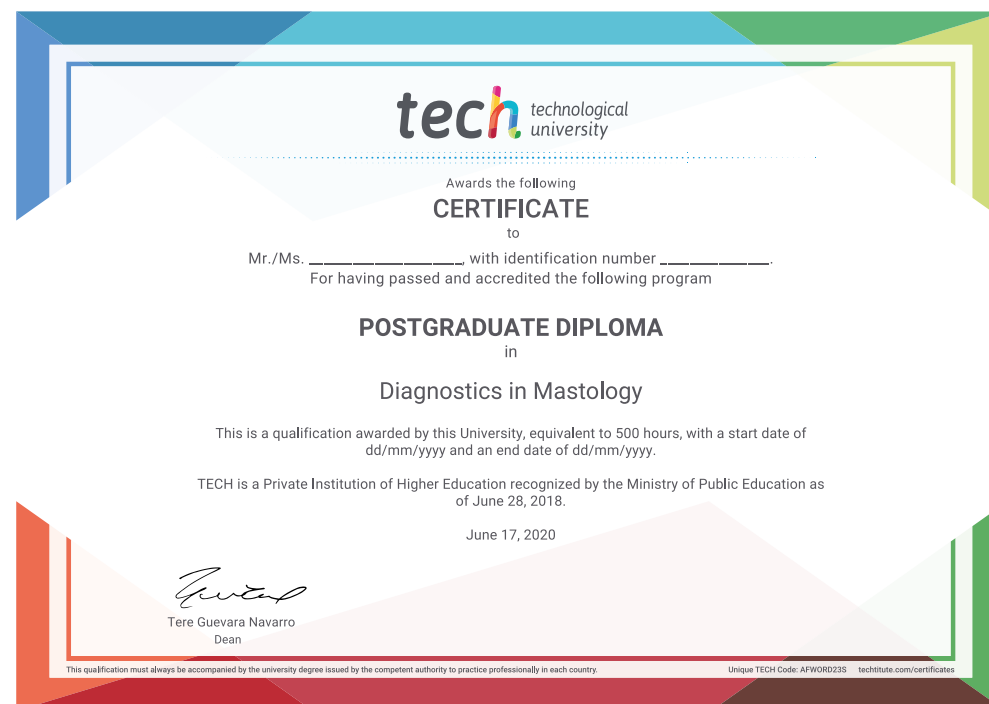 tech technological
university
Awards the following
CERTIFICATE
to
Mr./Ms. ____________________, with identification number ______________.
For having passed and accredited the following program
POSTGRADUATE DIPLOMA
in
Diagnostics in Mastology
This is a qualification awarded by this University, equivalent to 500 hours, with a start date of
dd/mm/yyyy and an end date of dd/mm/yyyy.
TECH is a Private Institution of Higher Education recognized by the Ministry of Public Education as
of June 28, 2018.
June 17, 2020
Tere Guevara Navarro
Dean
This qualification must always be accompanied by the university degree issued by the competent authority to practice professionally in each country.
Unique TECH Code: AFWORD23S techtitute.com/certificates